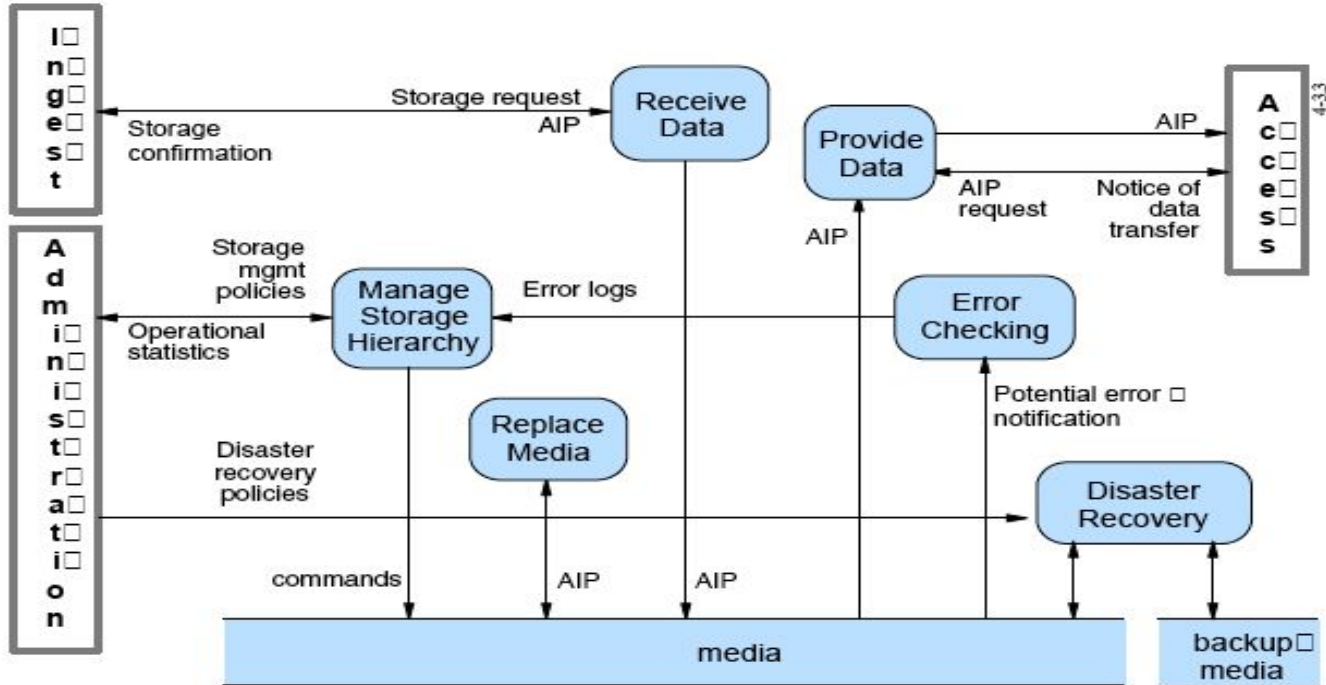 Ingest
Storage request
AIP
Storage
confirmation
Receive
Data
Provide
Data
AIP
AIP
request
Notice of
data
transfer
Access
4-33
Administration
Storage
mgmt
policies
Operational
statistics
Manage
Storage
Hierarchy
Error logs
AIP
Error
Checking
Potential error □
notification
Replace
Media
Disaster
recovery
policies
Disaster
Recovery
commands
AIP
AIP
media
backup□
media